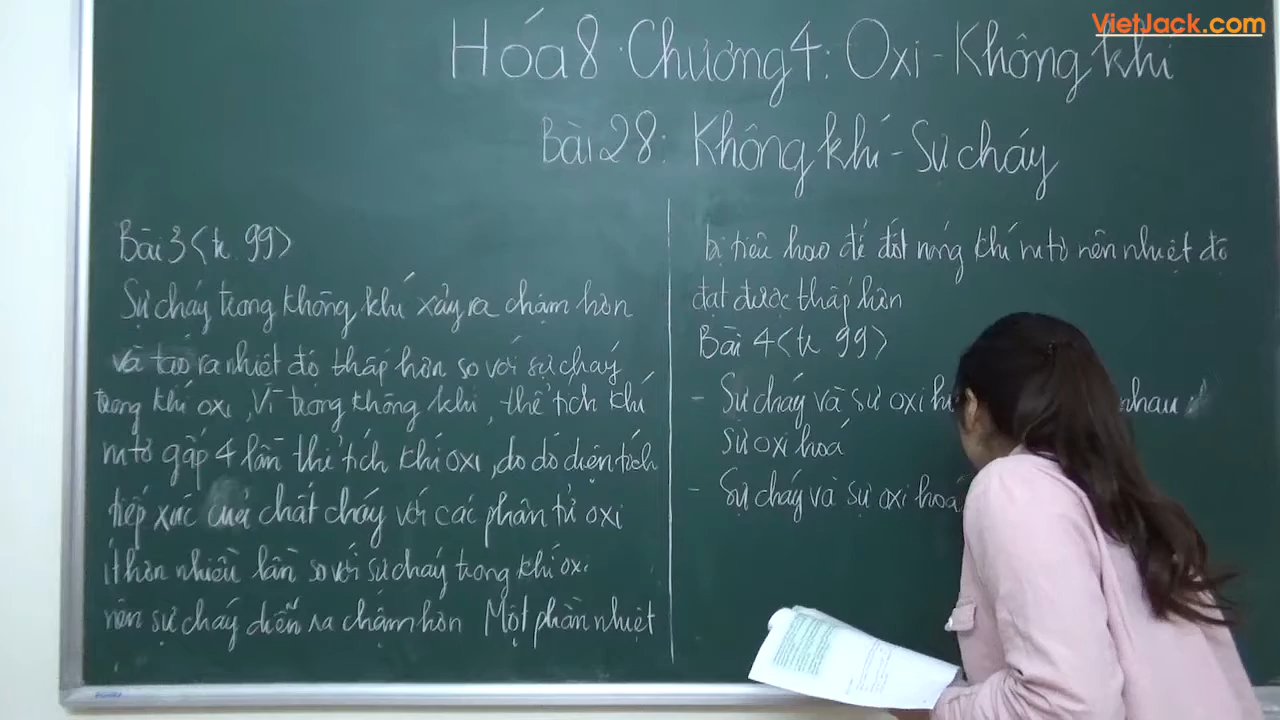 VietJack.com
Hóa 8 Chương 4: Oxi - Không khí
Bài 28: Không khí - Sự cháy
Bài 3 <tr 99>
Sự cháy trong không khí xảy ra chậm hơn
và tạo ra nhiệt độ thấp hơn so với sự cháy
trong khí oxi, Vì trong không khí, thể tích khí
nitơ gấp 4 lần thể tích khí oxi, do đó diện tích
tiếp xúc của chất cháy với các phân tử oxi
ít hơn nhiều lần so với sự cháy trong khí oxi
nên sự cháy diễn ra chậm hơn Một phần nhiệt
bị tiêu hao để đốt nóng khí nitơ nên nhiệt độ
đạt được thấp hơn
Bài 4 <tr 99>
- Sự cháy và sự oxi h nhau
sự oxi hoá
- Sự cháy và sự oxi hoá